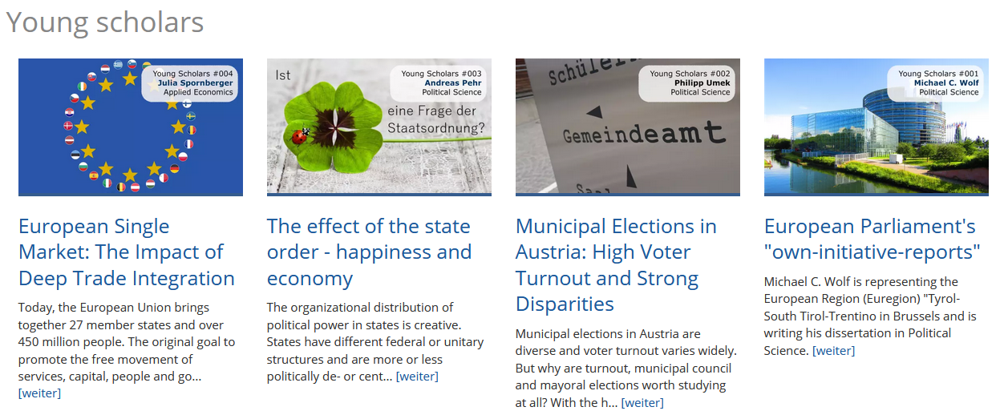 Young scholars
Young Scholars #004
Julia Spornberger
Applied Economics
European Single
Market: The Impact of
Deep Trade Integration
Today, the European Union brings
together 27 member states and over
450 million people. The original goal to
promote the free movement of
services, capital, people and go...
[weiter]
Ist
Young Scholars #003
Andreas Pehr
Political Science
eine Frage der
Staatsordnung?
The effect of the state
order - happiness and
economy
The organizational distribution of
political power in states is creative.
States have different federal or unitary
structures and are more or less
politically de- or cent... [weiter]
Schülern
Young Scholars #002
Philipp Umek
Political Science
Gemeindeamt
Saal
Municipal Elections in
Austria: High Voter
Turnout and Strong
Disparities
Municipal elections in Austria are
diverse and voter turnout varies widely.
But why are turnout, municipal council
and mayoral elections worth studying
at all? With the h... [weiter]
Young Scholars #001
Michael C. Wolf
Political Science
European Parliament's
"own-initiative-reports"
Michael C. Wolf is representing the
European Region (Euregion) "Tyrol-
South Tirol-Trentino in Brussels and is
writing his dissertation in Political
Science. [weiter]